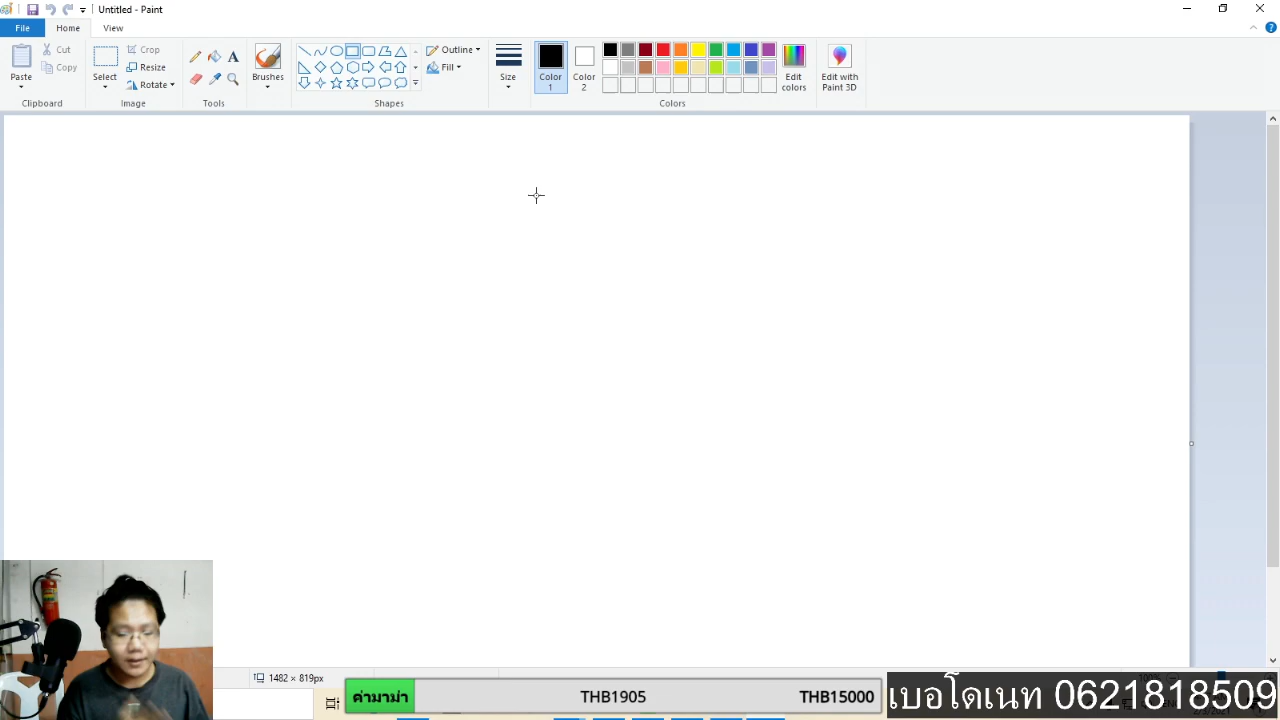 Untitled - Paint
File
Home
View
Paste
Cut
Copy
Clipboard
Select
Crop
Resize
Rotate
Image
Tools
Brushes
Shapes
Outline
Fill
Size
Color
1
Color
2
Colors
Edit
colors
Edit with
Paint 3D
1482 × 819px
ค่ามาม่า
THB1905
THB15000
เบอโดเนท 0621818509